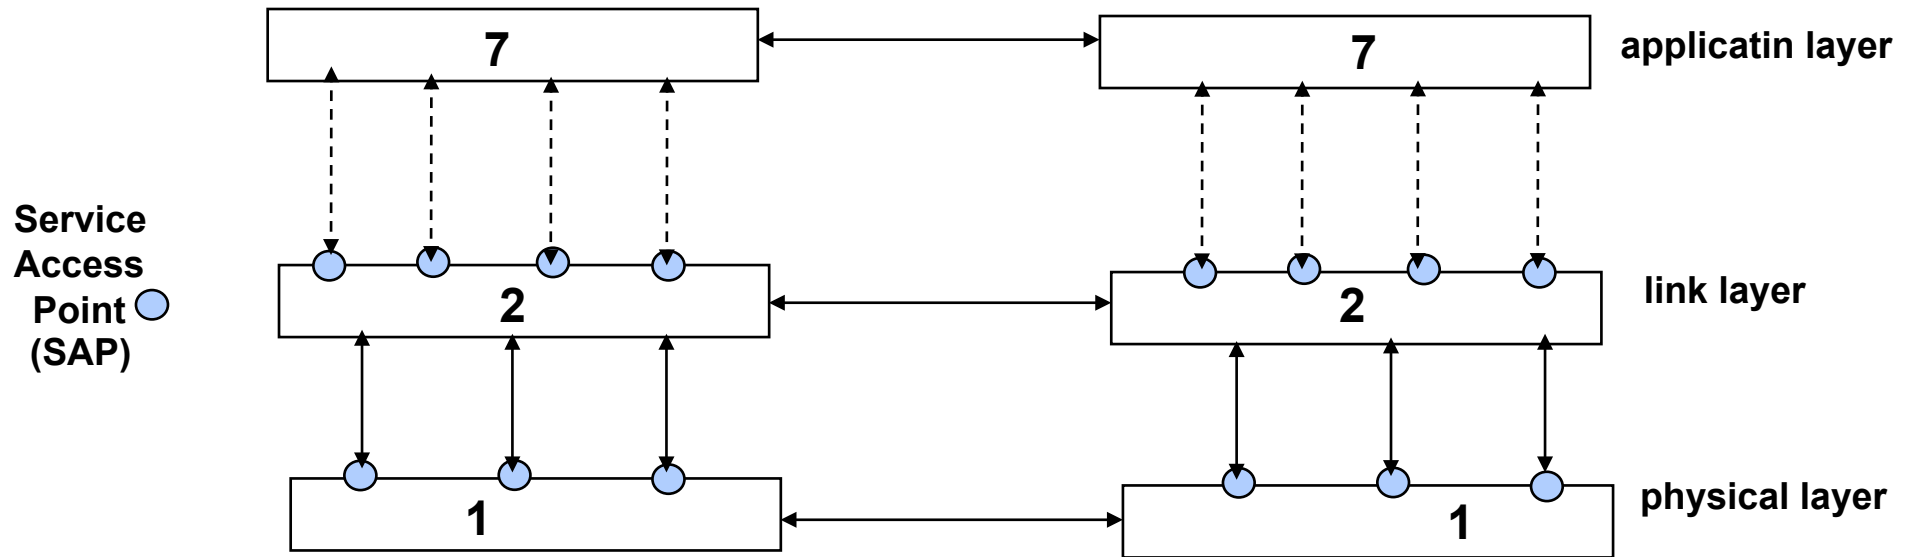 7
7
applicatin layer
Service
Access
Point
(SAP)
2
2
link layer
1
1
physical layer